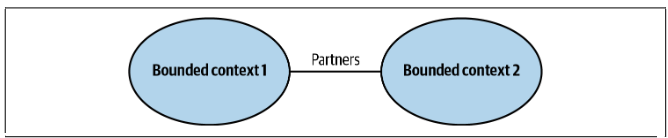 Partners
Bounded context 1
Bounded context 2